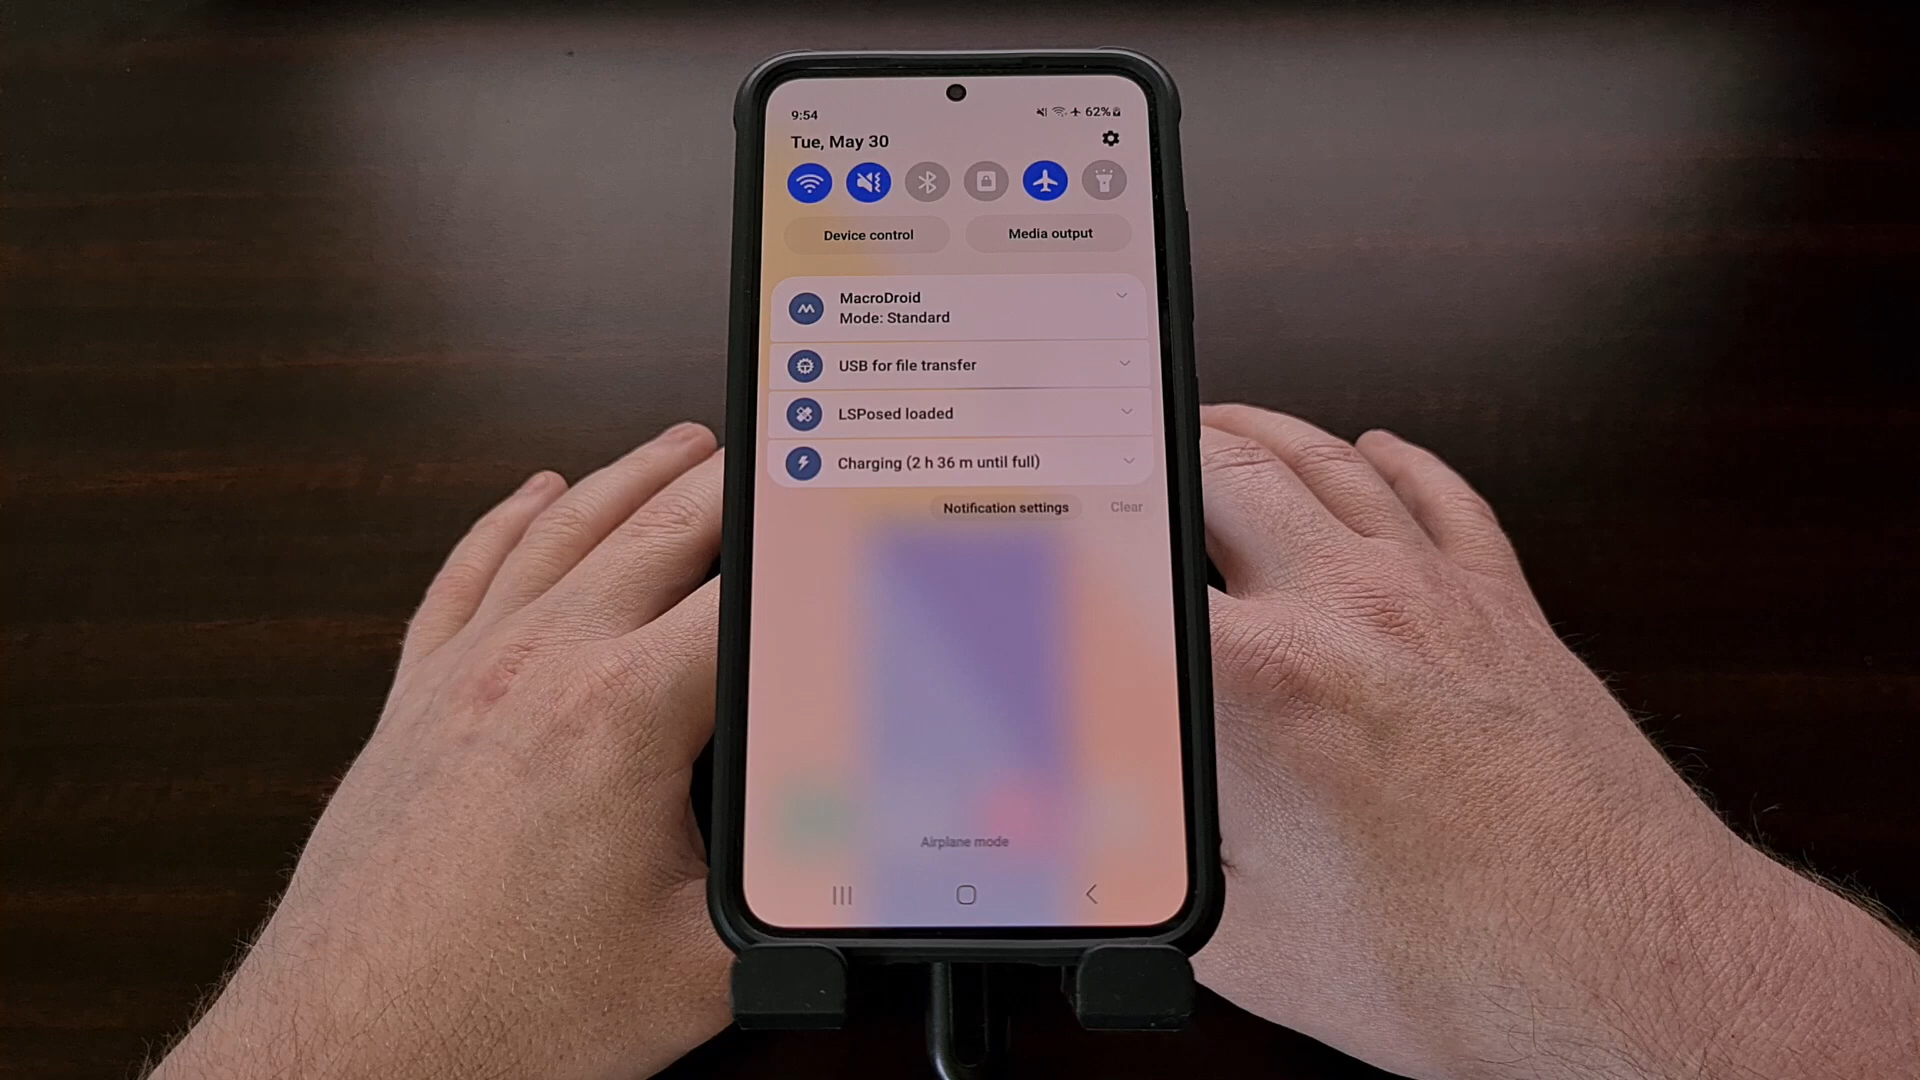 9:54
62%
Tue, May 30
Device control
Media output
MacroDroid
Mode: Standard
USB for file transfer
LSPosed loaded
Charging (2 h 36 m until full)
Notification settings
Clear
Airplane mode